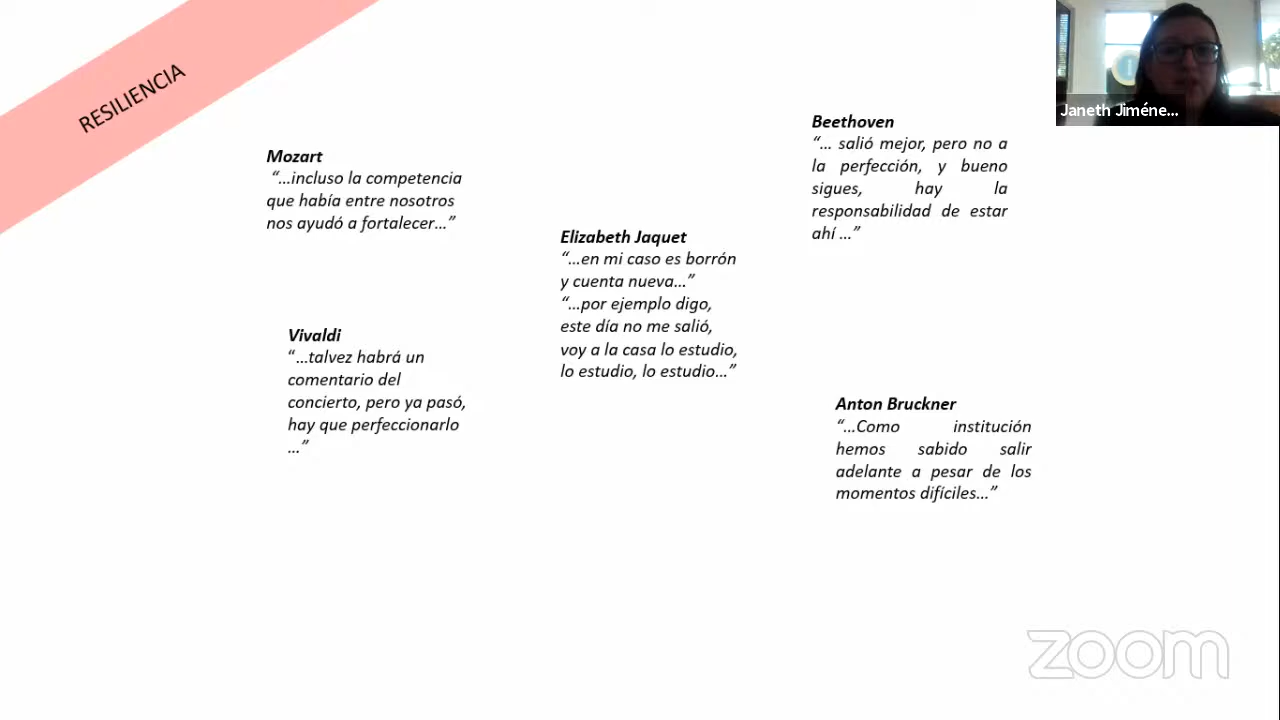 RESILIENCIA
Mozart
“...incluso la competencia
que había entre nosotros
nos ayudó a fortalecer...”
Vivaldi
“...talvez habrá un
comentario del
concierto, pero ya pasó,
hay que perfeccionarlo
...”
Elizabeth Jaquet
“...en mi caso es borrón
y cuenta nueva...”
“...por ejemplo digo,
este día no me salió,
voy a la casa lo estudio,
lo estudio, lo estudio...”
Beethoven
“... salió mejor, pero no a
la perfección, y bueno
sigues, hay la
responsabilidad de estar
ahí ...”
Anton Bruckner
“...Como institución
hemos sabido salir
adelante a pesar de los
momentos difíciles...”
Janeth Jiméne...
zoom